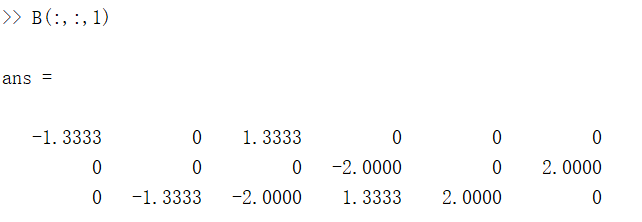 >> B(:,:,1)
ans =
-1.3333 0 1.3333 0 0 0
0 0 0 -2.0000 0 2.0000
0 -1.3333 -2.0000 1.3333 2.0000 0